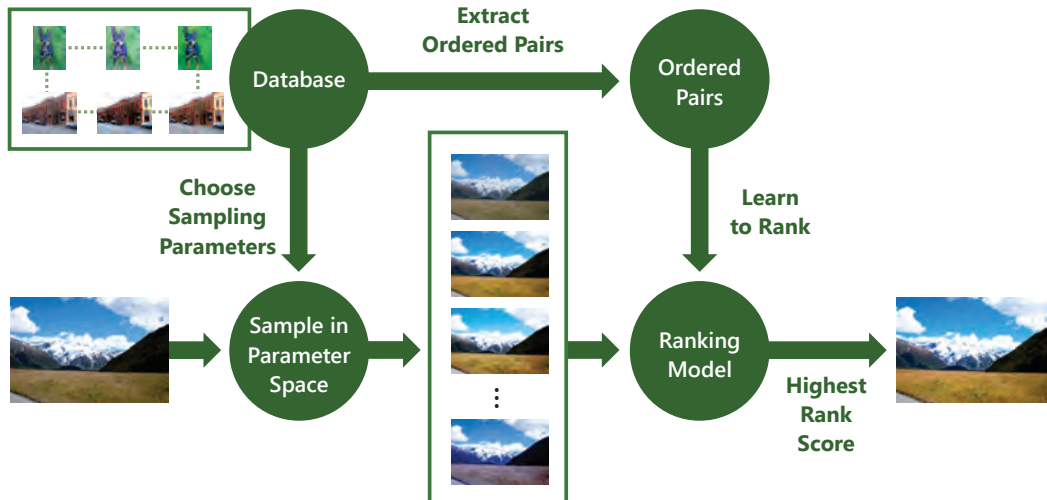 Extract
Ordered Pairs
Database
Ordered
Pairs
Choose
Sampling
Parameters
Learn
to Rank
Sample in
Parameter
Space
Ranking
Model
Highest
Rank
Score